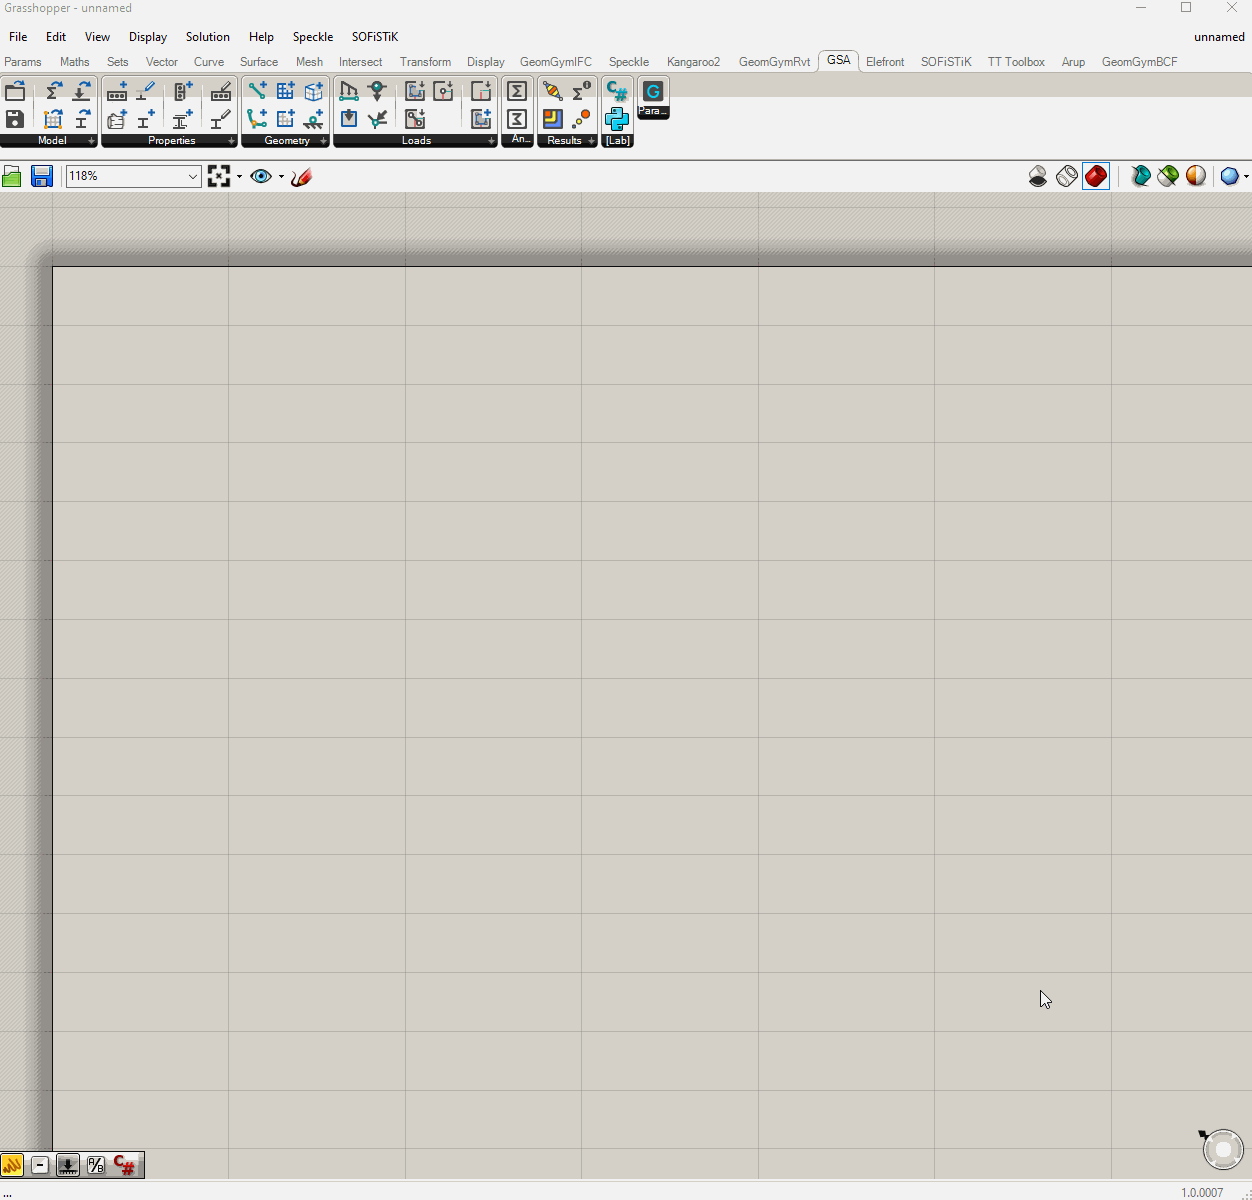 Grasshopper - unnamed
File Edit View Display Solution Help Speckle SOFiSTiK unnamed
Params Maths Sets Vector Curve Surface Mesh Intersect Transform Display GeomGymIFC Speckle Kangaroo2 GeomGymRvt GSA Elefront SOFiSTiK TT Toolbox Arup GeomGymBCF
C# G
Para...
Model Properties Geometry Loads An... Results [Lab]
118%
A/B C#
... 1.0.0007